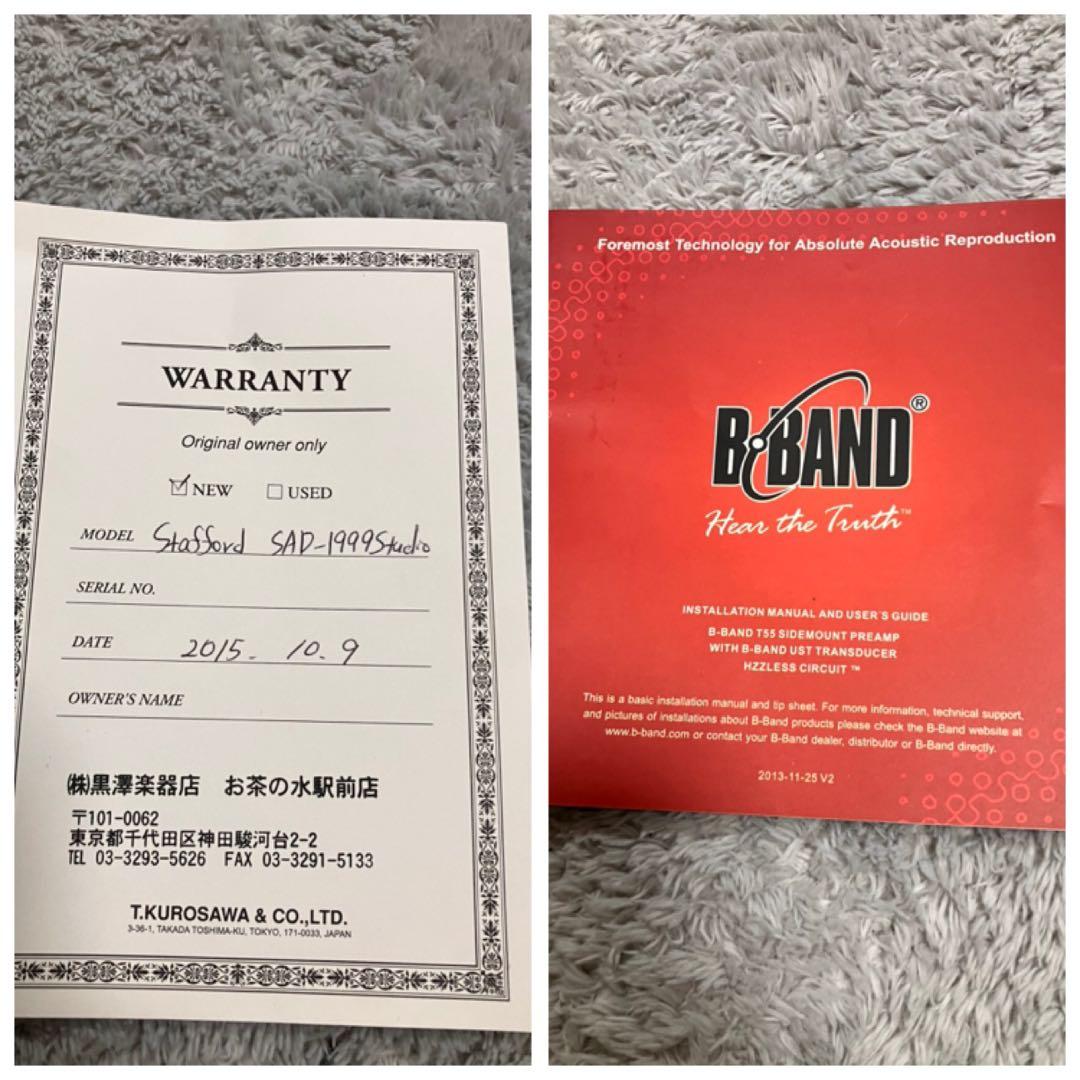 WARRANTY
Original owner only
NEW USED
MODEL Stafford SAD-1999Studio
SERIAL NO.
DATE 2015. 10. 9
OWNER'S NAME
㈱黒澤楽器店 お茶の水駅前店
〒101-0062
東京都千代田区神田駿河台2-2
TEL 03-3293-5626 FAX 03-3291-5133
T.KUROSAWA & CO.,LTD.
3-36-1, TAKADA TOSHIMA-KU, TOKYO, 171-0033, JAPAN
Foremost Technology for Absolute Acoustic Reproduction
B-BAND®
Hear the Truth™
INSTALLATION MANUAL AND USER'S GUIDE
B-BAND T55 SIDEMOUNT PREAMP
WITH B-BAND UST TRANSDUCER
HZZLESS CIRCUIT ™
This is a basic installation manual and tip sheet. For more information, technical support,
and pictures of installations about B-Band products please check the B-Band website at
www.b-band.com or contact your B-Band dealer, distributor or B-Band directly.
2013-11-25 V2